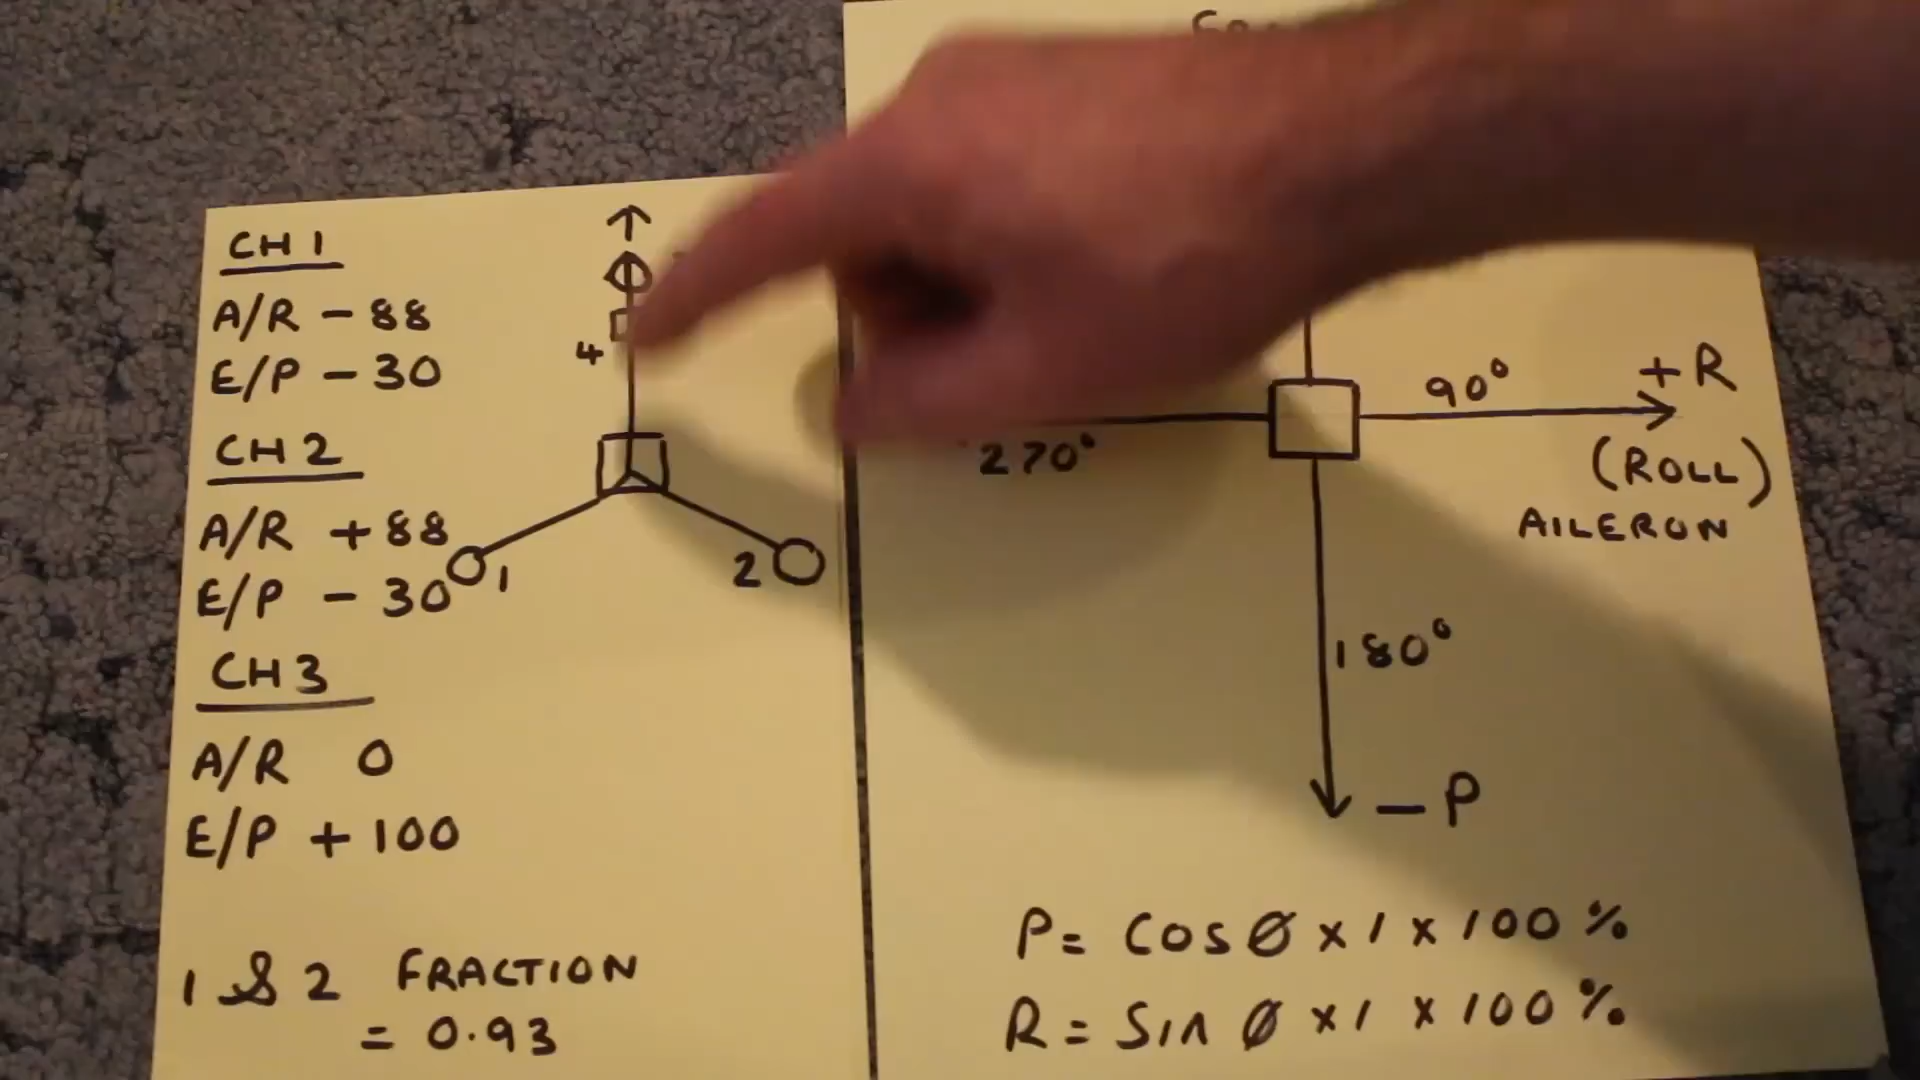 CH 1
A/R - 88
E/P - 30
CH 2
A/R + 88
E/P - 30
CH 3
A/R 0
E/P + 100
1 & 2 FRACTION
= 0.93
4
1
2
90°
+ R
(ROLL)
AILERON
270°
180°
- P
P = COS Ø x 1 x 100 %
R = Sin Ø x 1 x 100 %